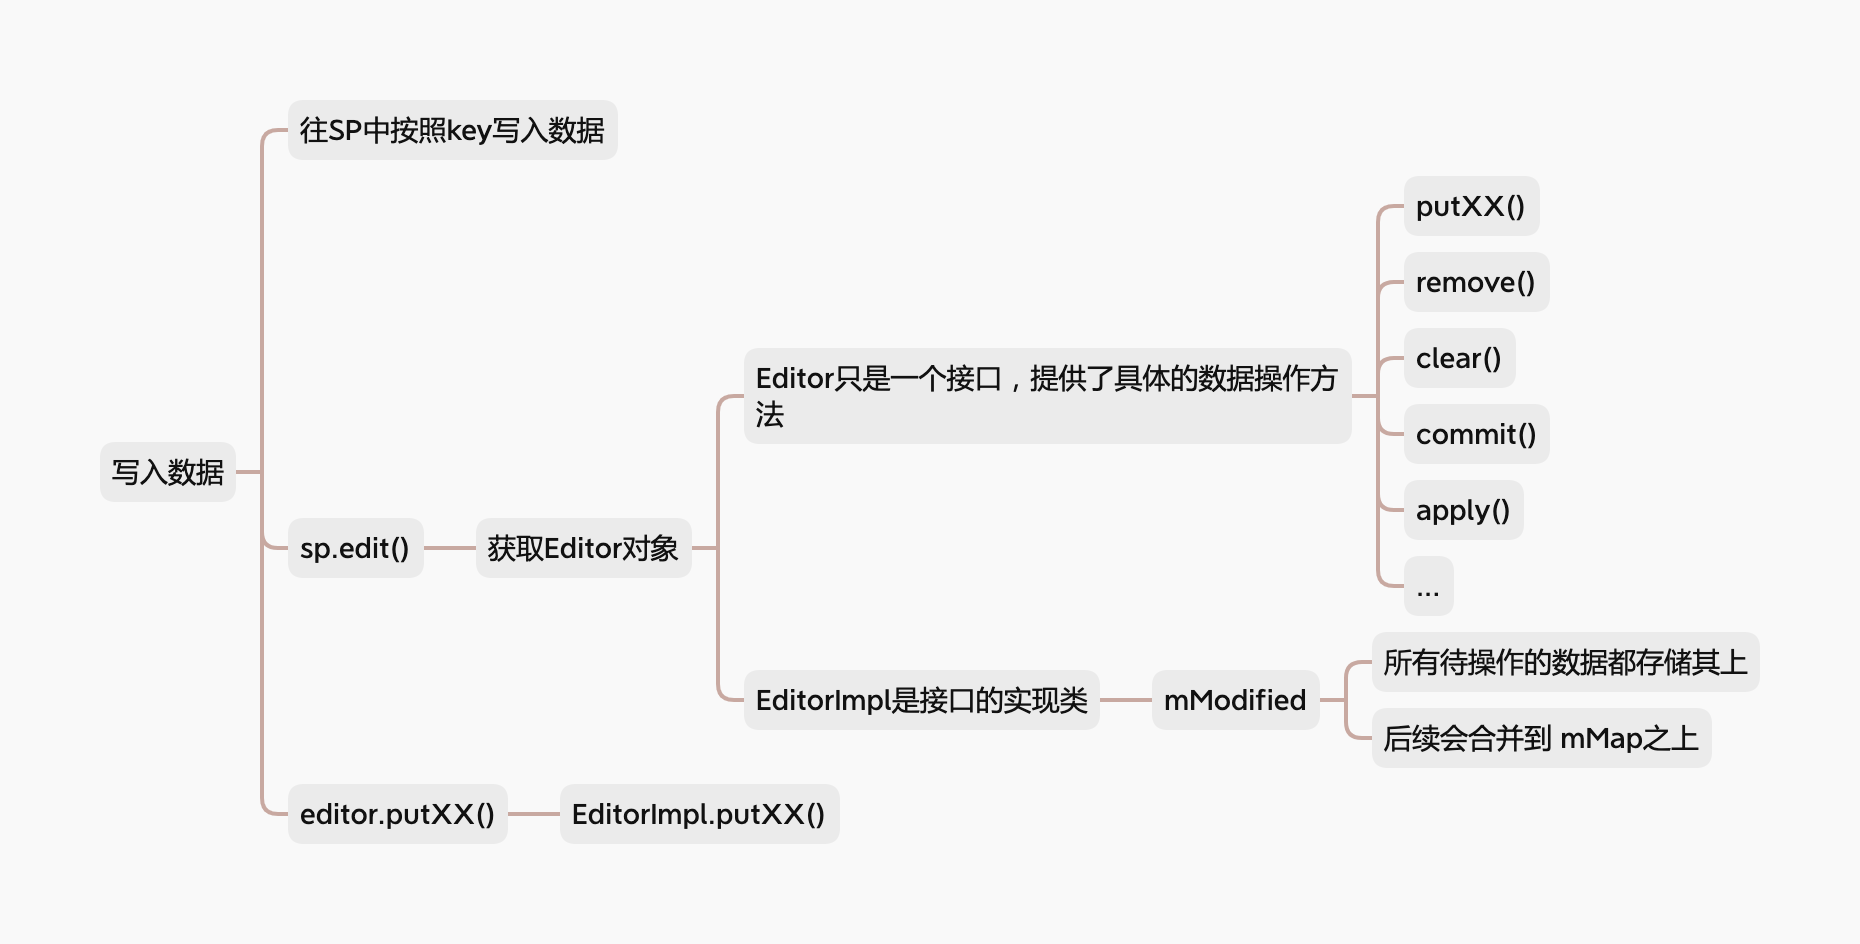 写入数据
往SP中按照key写入数据
sp.edit()
获取Editor对象
Editor只是一个接口，提供了具体的数据操作方
法
putXX()
remove()
clear()
commit()
apply()
...
EditorImpl是接口的实现类
mModified
所有待操作的数据都存储其上
后续会合并到 mMap之上
editor.putXX()
EditorImpl.putXX()